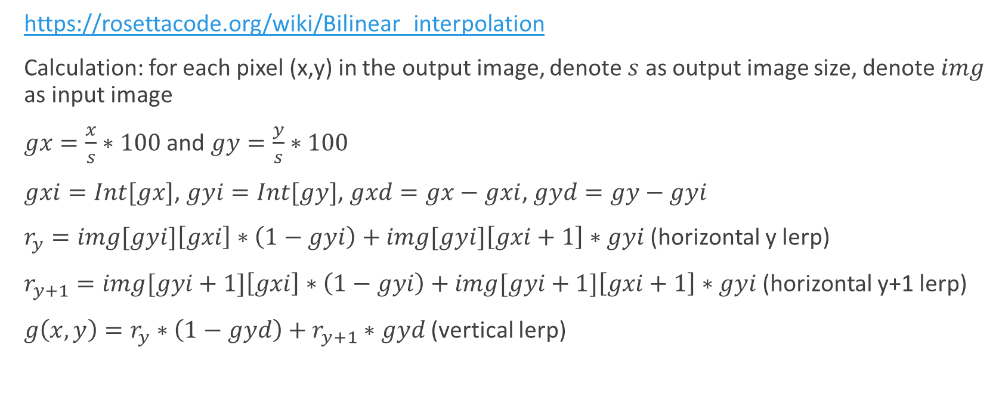 https://rosettacode.org/wiki/Bilinear_interpolation
Calculation: for each pixel (x,y) in the output image, denote s as output image size, denote img
as input image
gx = x/s * 100 and gy = y/s * 100
gxi = Int[gx], gyi = Int[gy], gxd = gx − gxi, gyd = gy − gyi
r_y = img[gyi][gxi] * (1 − gyi) + img[gyi][gxi + 1] * gyi (horizontal y lerp)
r_{y+1} = img[gyi + 1][gxi] * (1 − gyi) + img[gyi + 1][gxi + 1] * gyi (horizontal y+1 lerp)
g(x, y) = r_y * (1 − gyd) + r_{y+1} * gyd (vertical lerp)